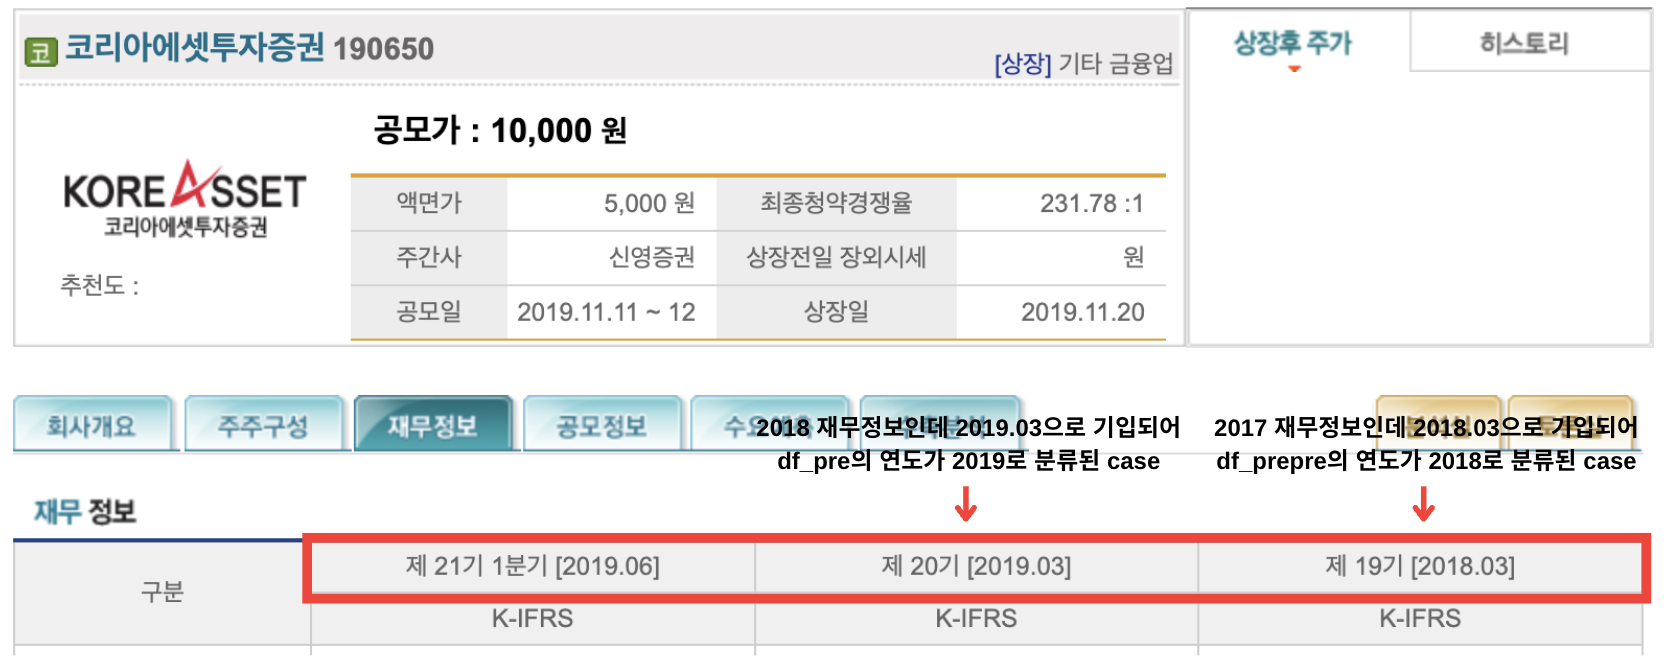 코 코리아에셋투자증권 190650
[상장] 기타 금융업
상장후 주가
히스토리
공모가 : 10,000 원
KOREASSET
코리아에셋투자증권
추천도 :
액면가 5,000 원 최종청약경쟁율 231.78 :1
주간사 신영증권 상장전일 장외시세 원
공모일 2019.11.11 ~ 12 상장일 2019.11.20
회사개요 주주구성 재무정보 공모정보
2018 재무정보인데 2019.03으로 기입되어
df_pre의 연도가 2019로 분류된 case
2017 재무정보인데 2018.03으로 기입되어
df_prepre의 연도가 2018로 분류된 case
재무 정보
구분
제 21기 1분기 [2019.06] 제 20기 [2019.03] 제 19기 [2018.03]
K-IFRS K-IFRS K-IFRS